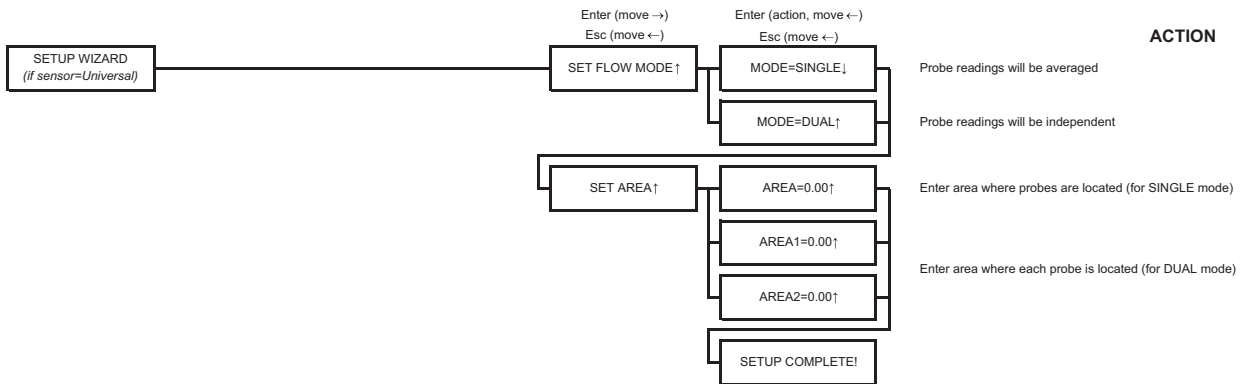 Enter (move →)
Esc (move ←)
Enter (action, move ←)
Esc (move ←)
ACTION
SETUP WIZARD
(if sensor=Universal)
SET FLOW MODE↑
MODE=SINGLE↓
Probe readings will be averaged
MODE=DUAL↑
Probe readings will be independent
SET AREA↑
AREA=0.00↑
Enter area where probes are located (for SINGLE mode)
AREA1=0.00↑
Enter area where each probe is located (for DUAL mode)
AREA2=0.00↑
SETUP COMPLETE!